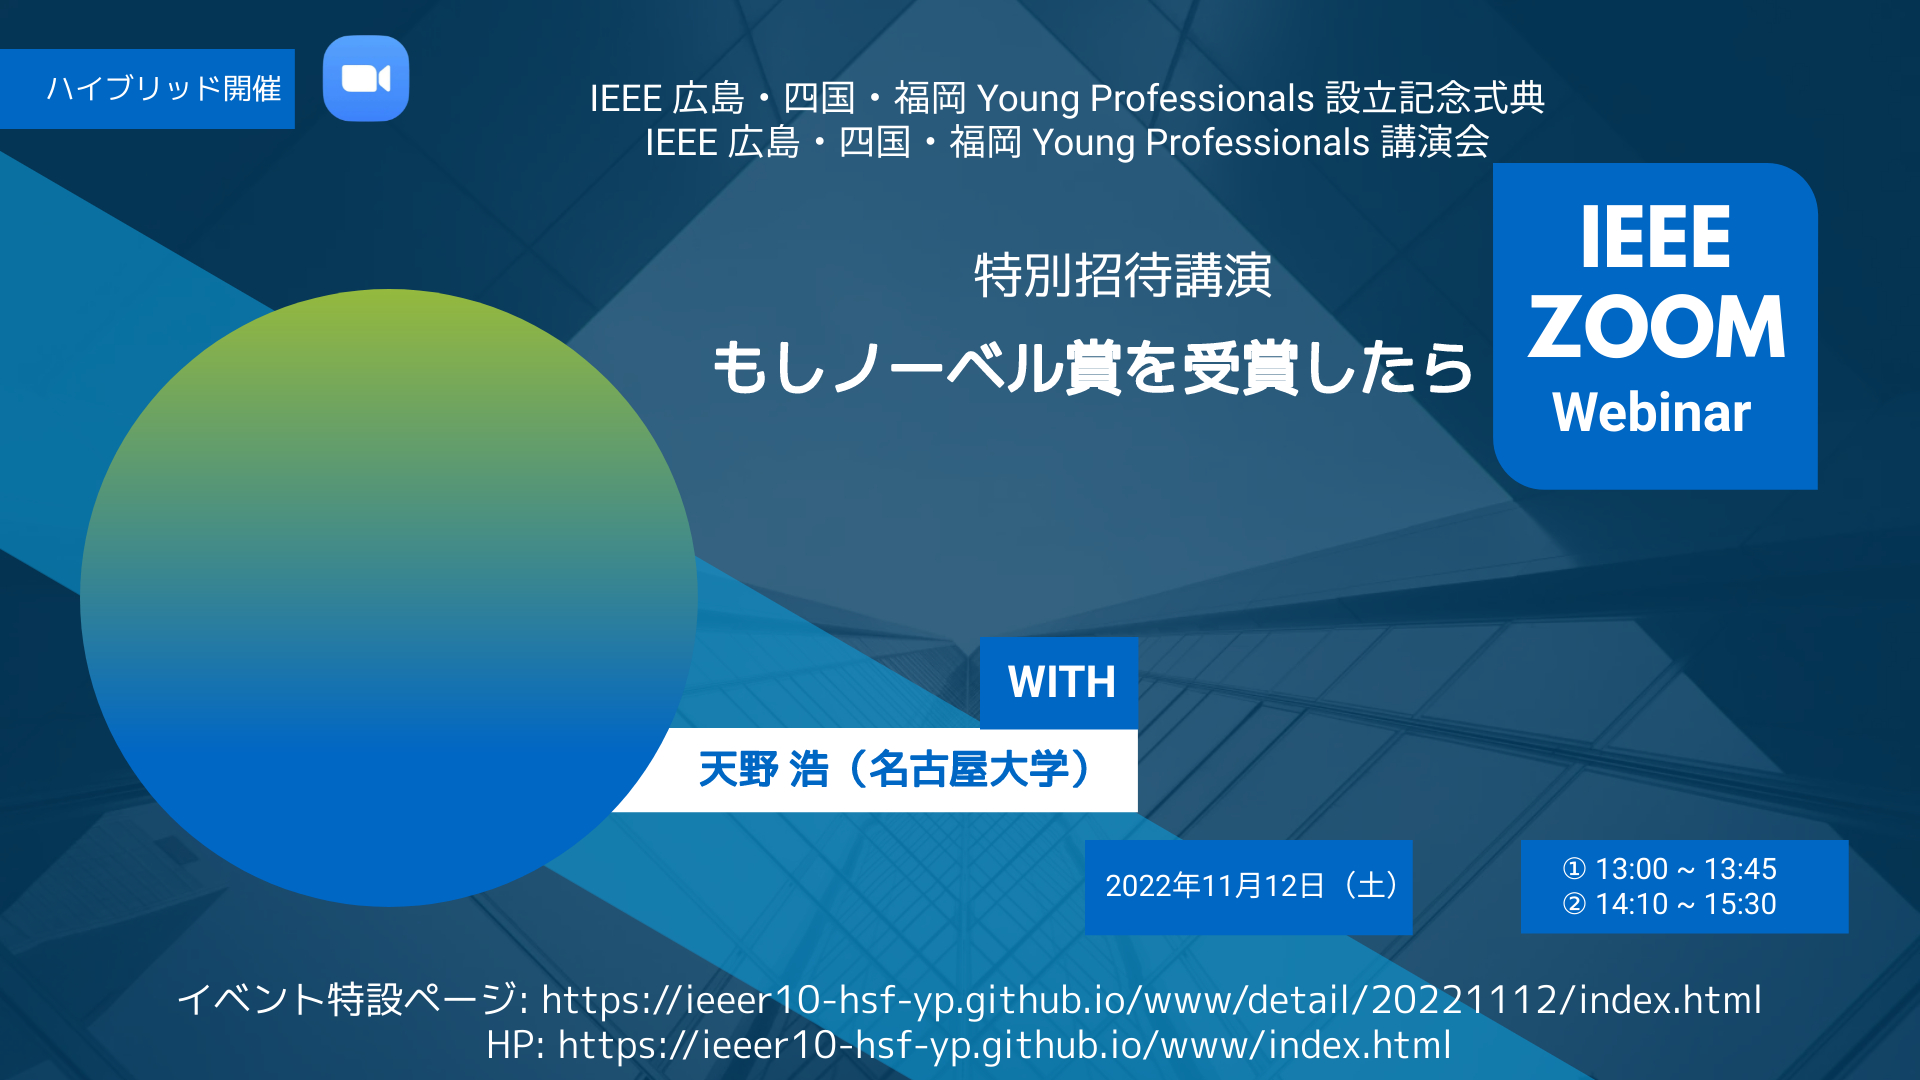 ハイブリッド開催
IEEE 広島・四国・福岡 Young Professionals 設立記念式典
IEEE 広島・四国・福岡 Young Professionals 講演会
特別招待講演
もしノーベル賞を受賞したら
IEEE
ZOOM
Webinar
WITH
天野 浩（名古屋大学）
2022年11月12日（土）
① 13:00 ~ 13:45
② 14:10 ~ 15:30
イベント特設ページ: https://ieeer10-hsf-yp.github.io/www/detail/20221112/index.html
HP: https://ieeer10-hsf-yp.github.io/www/index.html